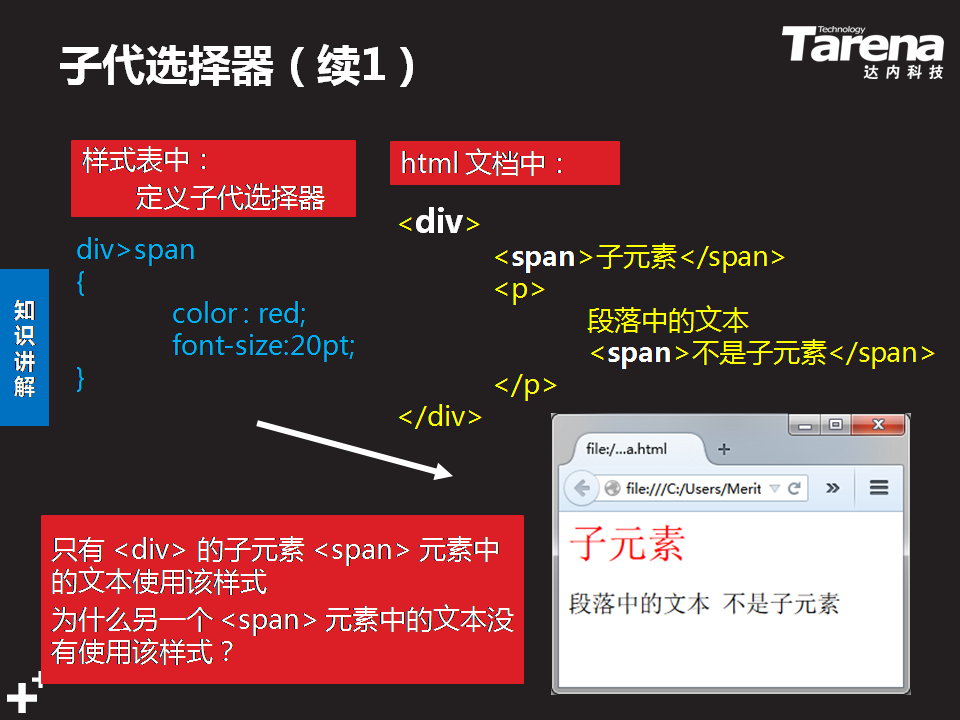 子代选择器（续1）
Technology
Tarena
达内科技
样式表中：
定义子代选择器
div>span
{
color : red;
font-size:20pt;
}
html 文档中：
<div>
<span>子元素</span>
<p>
段落中的文本
<span>不是子元素</span>
</p>
</div>
知识讲解
只有 <div> 的子元素 <span> 元素中
的文本使用该样式
为什么另一个 <span> 元素中的文本没
有使用该样式？
file:/...a.html
file:///C:/Users/Merit
子元素
段落中的文本 不是子元素